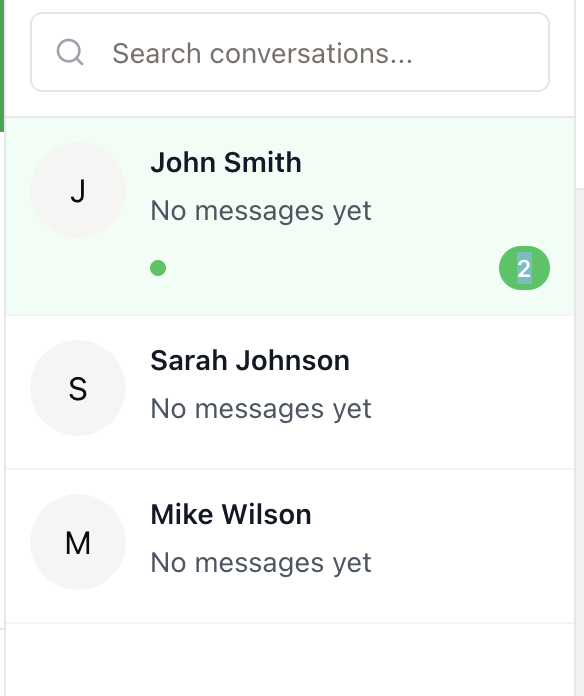 Search conversations...
J
John Smith
No messages yet
2
S
Sarah Johnson
No messages yet
M
Mike Wilson
No messages yet